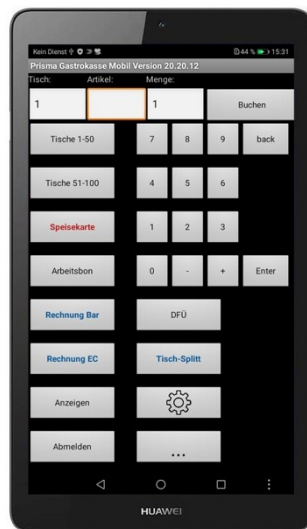 Kein Dienst 44 % 15:31
Prisma Gastrokasse Mobil Version 20.20.12
Tisch: Artikel: Menge:
1 1 Buchen
Tische 1-50 7 8 9 back
Tische 51-100 4 5 6
Speisekarte 1 2 3
Arbeitsbon 0 - + Enter
Rechnung Bar DFÜ
Rechnung EC Tisch-Splitt
Anzeigen
Abmelden ...
HUAWEI